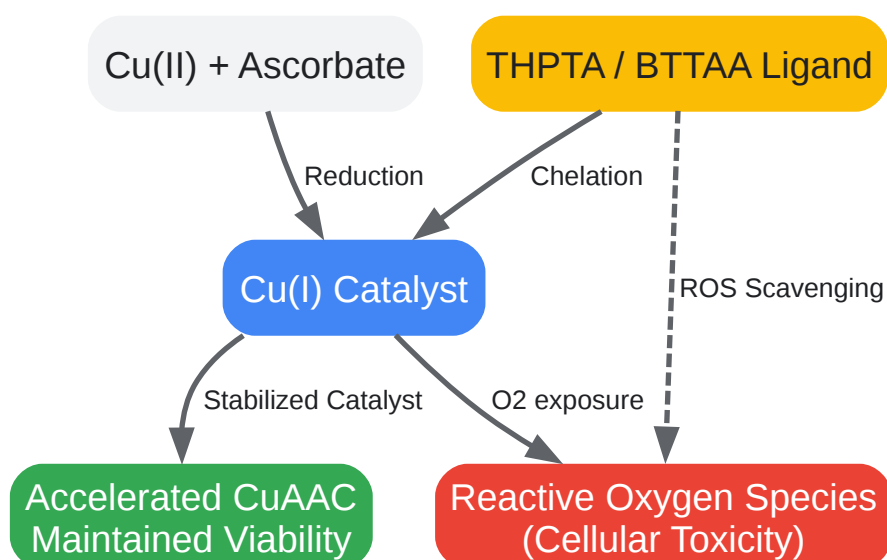 Cu(II) + Ascorbate
THPTA / BTTAA Ligand
Reduction
Chelation
Cu(I) Catalyst
ROS Scavenging
Stabilized Catalyst
O2 exposure
Accelerated CuAAC
Maintained Viability
Reactive Oxygen Species
(Cellular Toxicity)